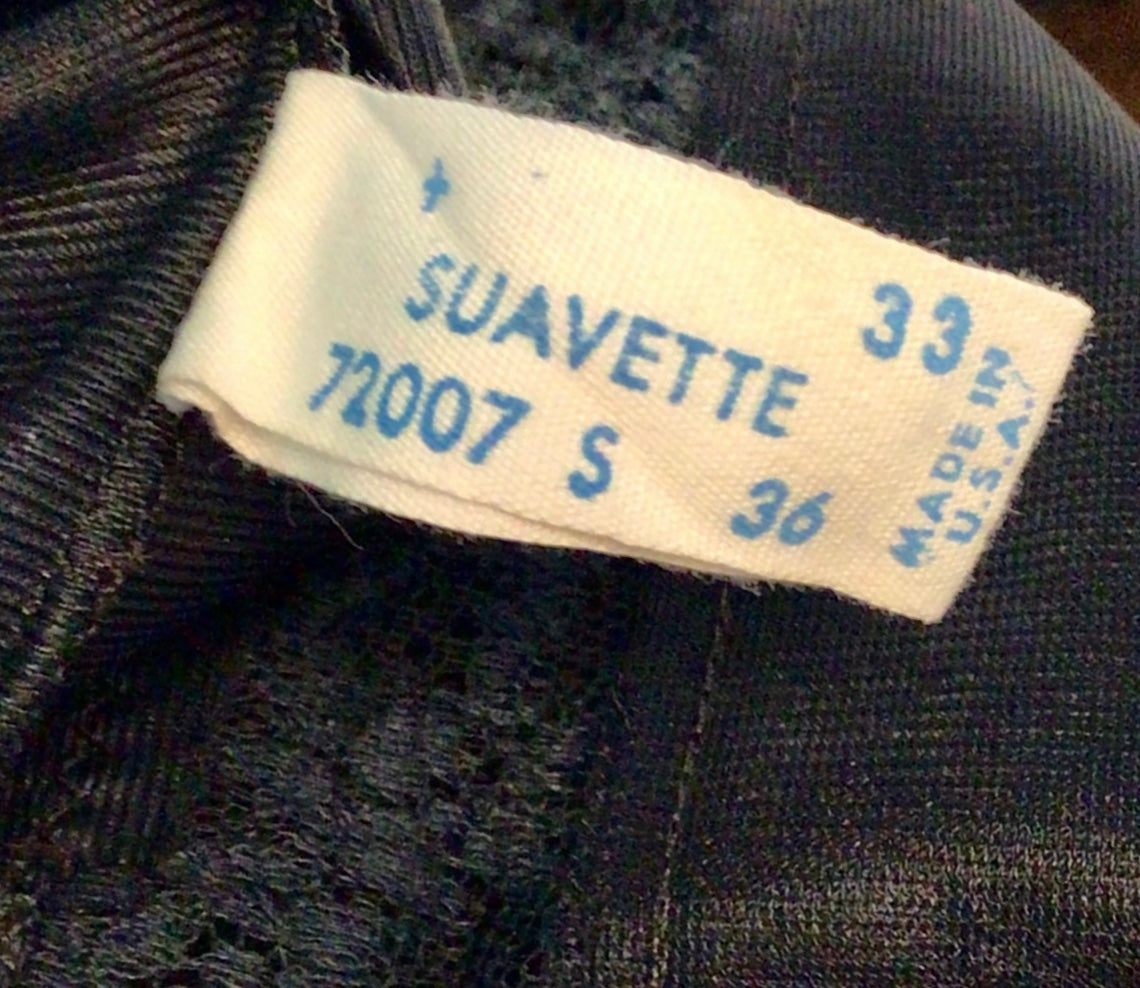 SUAVETTE
33
72007 S 36
MADE IN
U.S.A.